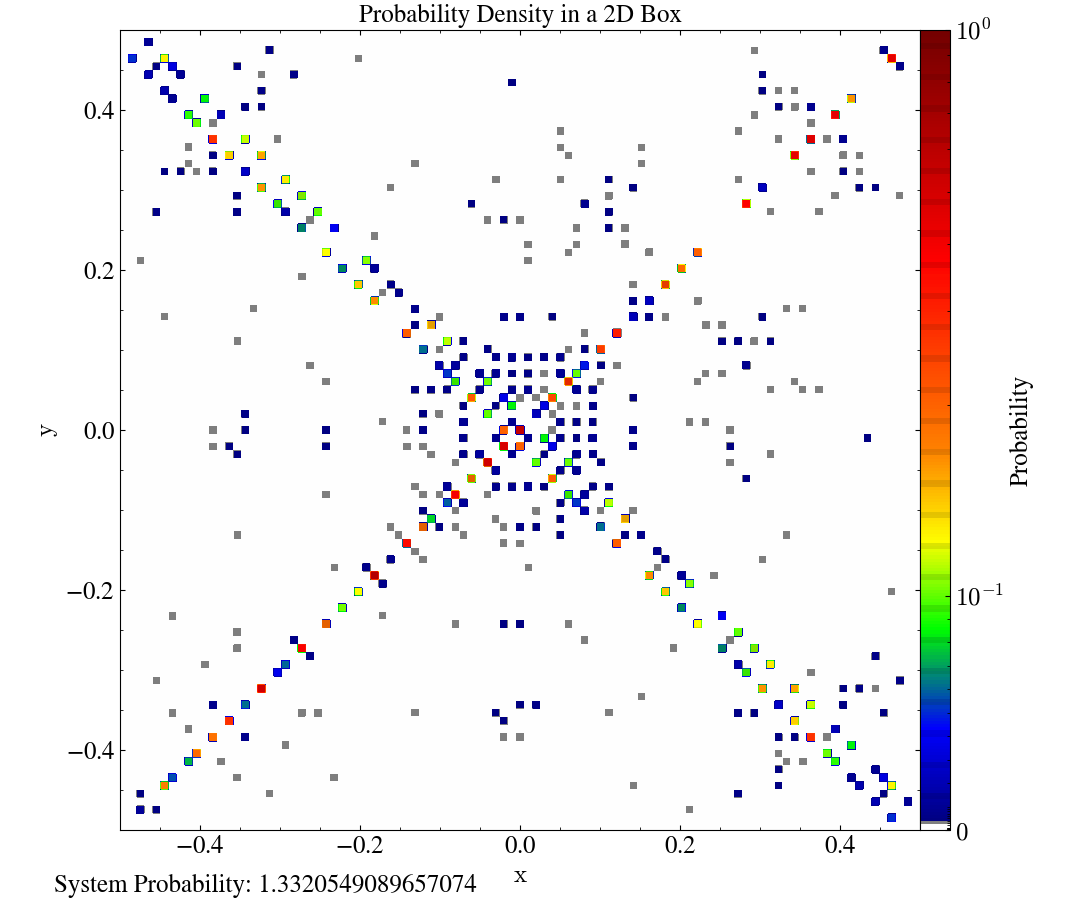 Probability Density in a 2D Box
10⁰
0.4
0.2
y
0.0
Probability
−0.2
10⁻¹
−0.4
0
−0.4 −0.2 0.0 0.2 0.4
x
System Probability: 1.3320549089657074